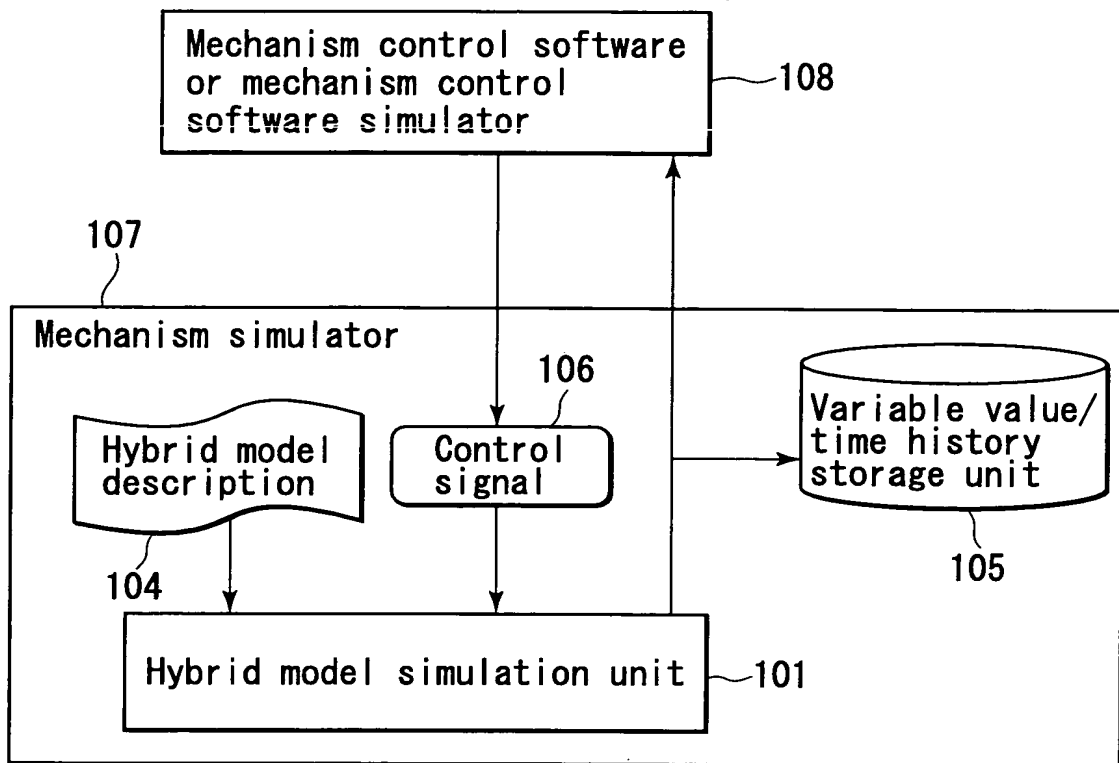 Mechanism control software
or mechanism control
software simulator
108
107
Mechanism simulator
106
Hybrid model
description
Control
signal
Variable value/
time history
storage unit
104
105
Hybrid model simulation unit
101